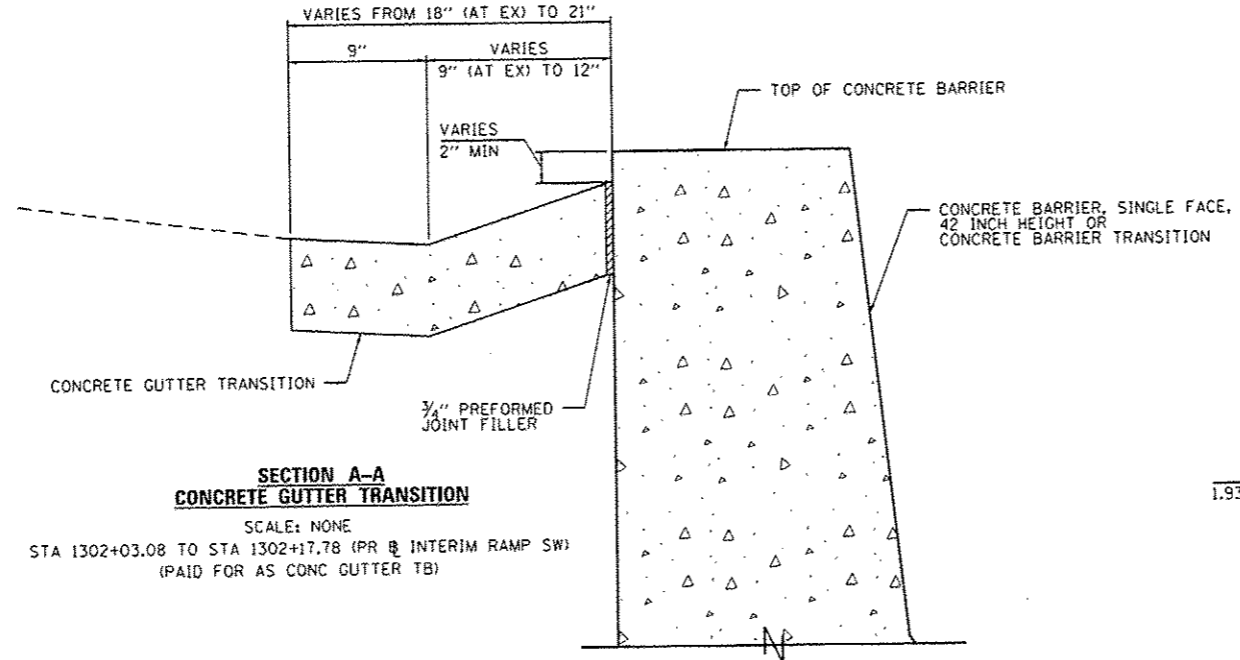 VARIES FROM 18" (AT EX) TO 21"
9"
VARIES
9" (AT EX) TO 12"
TOP OF CONCRETE BARRIER
VARIES
2" MIN
CONCRETE BARRIER, SINGLE FACE,
42 INCH HEIGHT OR
CONCRETE BARRIER TRANSITION
CONCRETE GUTTER TRANSITION
¾" PREFORMED
JOINT FILLER
SECTION A-A
CONCRETE GUTTER TRANSITION
SCALE: NONE
STA 1302+03.08 TO STA 1302+17.78 (PR ℄ INTERIM RAMP SW)
(PAID FOR AS CONC GUTTER TB)
1.93